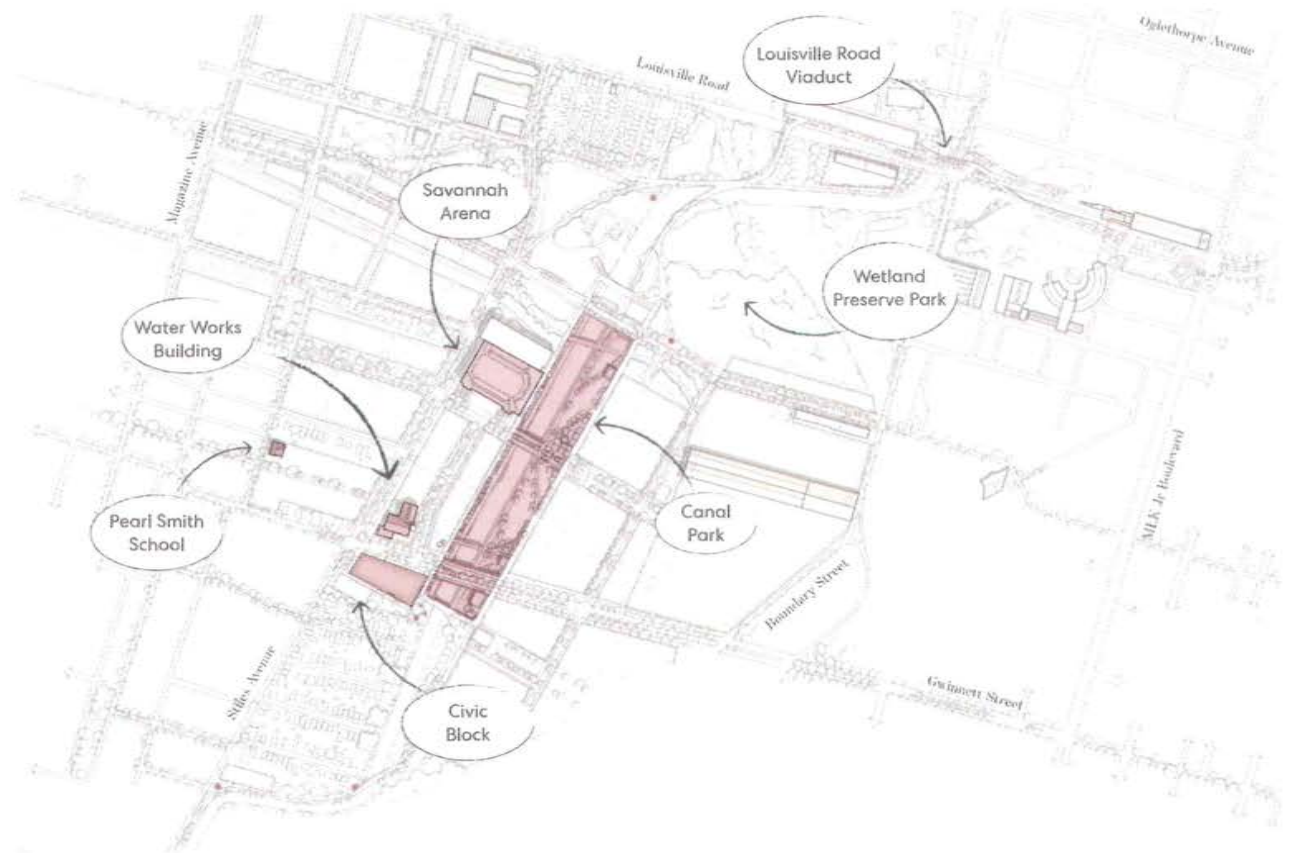 Oglethorpe Avenue
Louisville Road
Viaduct
Louisville Road
Magazine Avenue
Savannah
Arena
Wetland
Preserve Park
Water Works
Building
Pearl Smith
School
Canal
Park
MLK Jr Boulevard
Boundary Street
Stiles Avenue
Gwinnett Street
Civic
Block